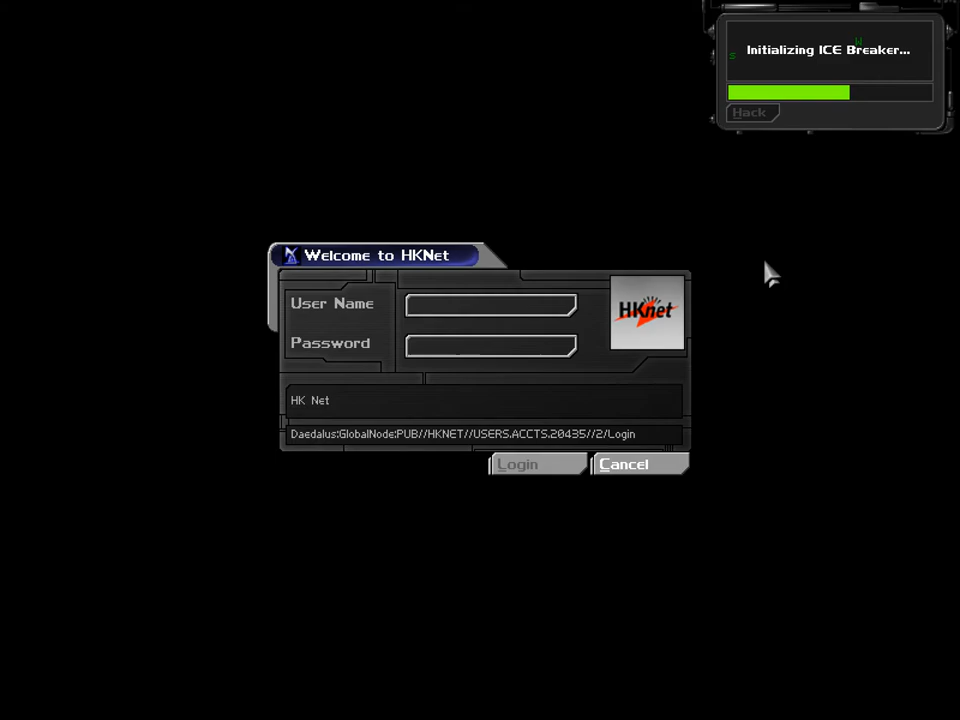 Initializing ICE Breaker...
s
W
Hack
Welcome to HKNet
User Name
HKnet
Password
HK Net
Daedalus:GlobalNode:PUB//HKNET//USERS.ACCTS.20435//2/Login
Login
Cancel